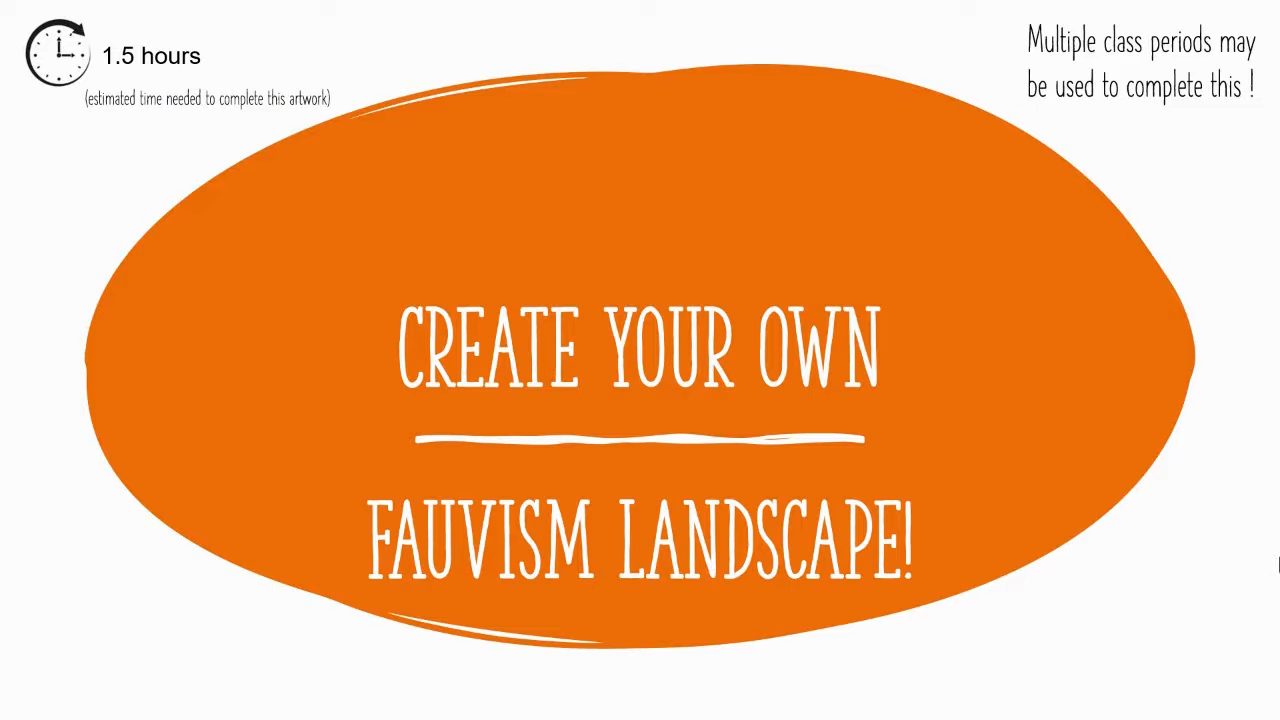 1.5 hours
(estimated time needed to complete this artwork)
Multiple class periods may
be used to complete this !
CREATE YOUR OWN
FAUVISM LANDSCAPE!